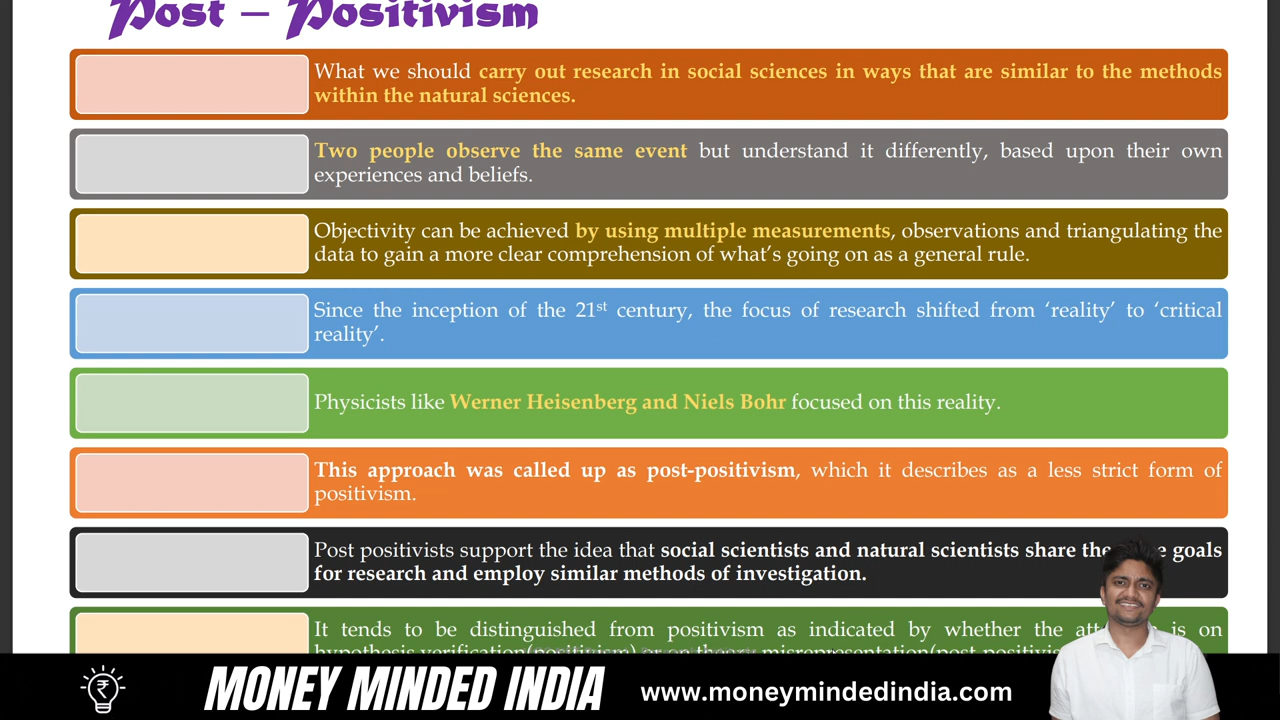 Post – Positivism
What we should carry out research in social sciences in ways that are similar to the methods
within the natural sciences.
Two people observe the same event but understand it differently, based upon their own
experiences and beliefs.
Objectivity can be achieved by using multiple measurements, observations and triangulating the
data to gain a more clear comprehension of what's going on as a general rule.
Since the inception of the 21st century, the focus of research shifted from ‘reality’ to ‘critical
reality’.
Physicists like Werner Heisenberg and Niels Bohr focused on this reality.
This approach was called up as post-positivism, which it describes as a less strict form of
positivism.
Post positivists support the idea that social scientists and natural scientists share the goals
for research and employ similar methods of investigation.
It tends to be distinguished from positivism as indicated by whether the is on
hypothesis verification(positivism) or on theory misrepresentation(post
MONEY MINDED INDIA
www.moneymindedindia.com